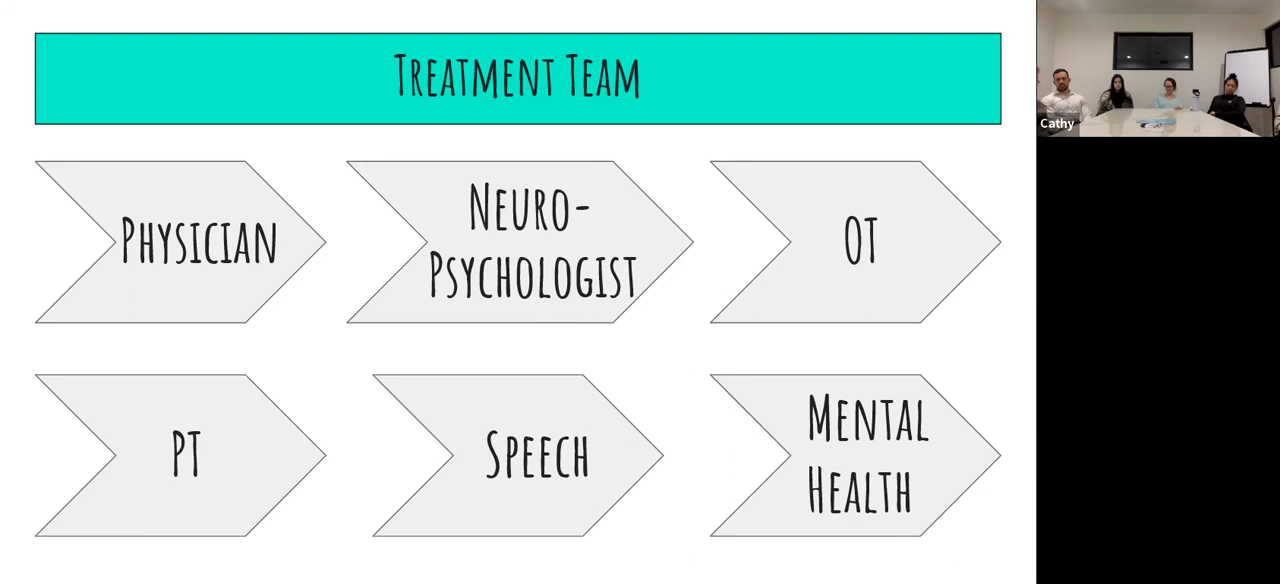 Treatment Team
Physician
Neuro-
Psychologist
OT
PT
Speech
Mental
Health
Cathy